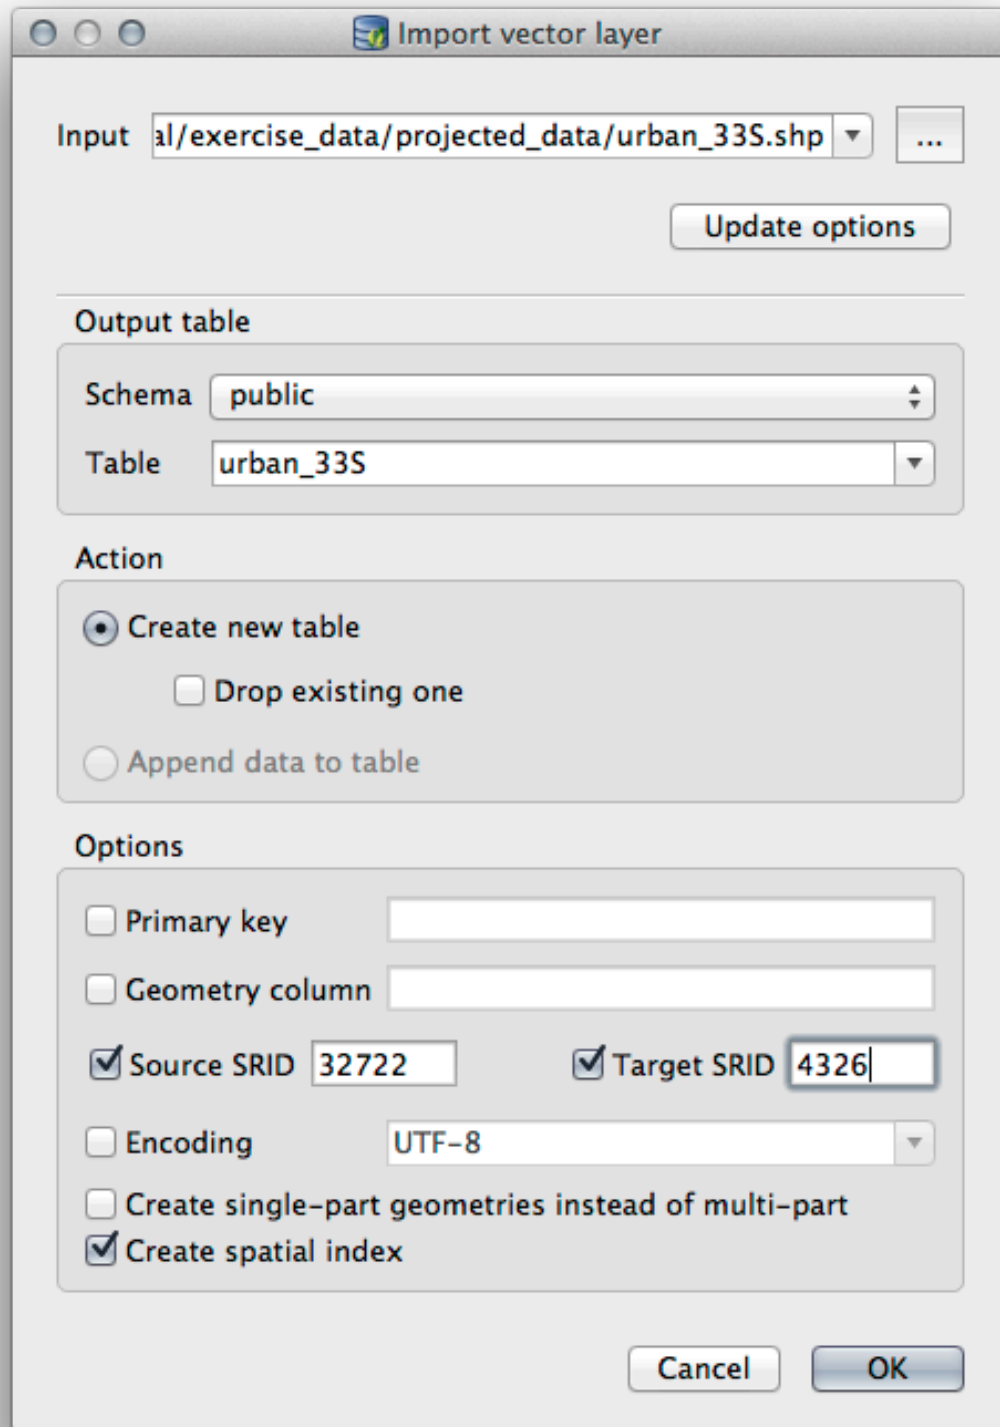 Import vector layer
Input al/exercise_data/projected_data/urban_33S.shp ...
Update options
Output table
Schema public
Table urban_33S
Action
Create new table
Drop existing one
Append data to table
Options
Primary key
Geometry column
Source SRID 32722 Target SRID 4326
Encoding UTF-8
Create single-part geometries instead of multi-part
Create spatial index
Cancel OK